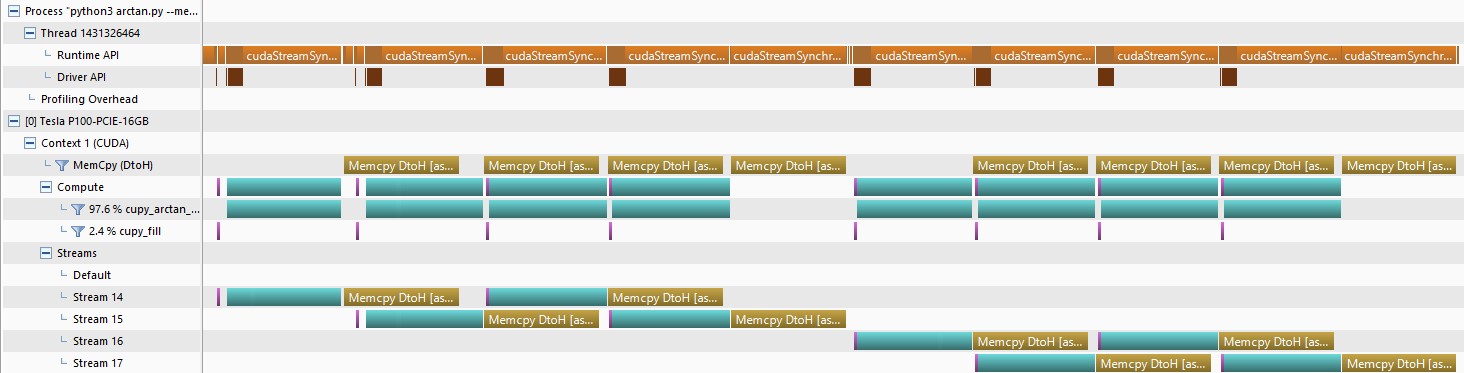 Process "python3 arctan.py --me...
Thread 1431326464
Runtime API cudaStreamSyn... cudaStreamSyn... cudaStreamSync... cudaStreamSync... cudaStreamSynchr... cudaStreamSyn... cudaStreamSync... cudaStreamSync... cudaStreamSync... cudaStreamSynchr...
Driver API
Profiling Overhead
[0] Tesla P100-PCIE-16GB
Context 1 (CUDA)
MemCpy (DtoH) Memcpy DtoH [as... Memcpy DtoH [as... Memcpy DtoH [as... Memcpy DtoH [as... Memcpy DtoH [as... Memcpy DtoH [as... Memcpy DtoH [as... Memcpy DtoH [as...
Compute
97.6 % cupy_arctan_...
2.4 % cupy_fill
Streams
Default
Stream 14 Memcpy DtoH [as... Memcpy DtoH [as...
Stream 15 Memcpy DtoH [as... Memcpy DtoH [as...
Stream 16 Memcpy DtoH [as... Memcpy DtoH [as...
Stream 17 Memcpy DtoH [as... Memcpy DtoH [as...